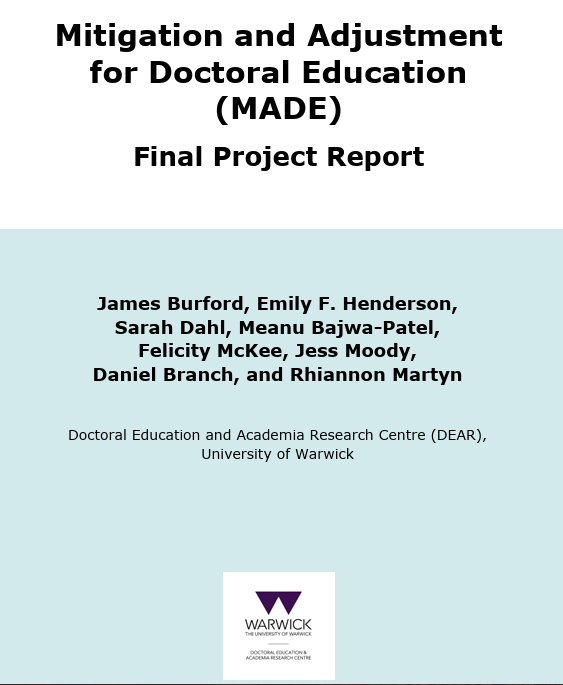 Mitigation and Adjustment
for Doctoral Education
(MADE)
Final Project Report
James Burford, Emily F. Henderson,
Sarah Dahl, Meanu Bajwa-Patel,
Felicity McKee, Jess Moody,
Daniel Branch, and Rhiannon Martyn
Doctoral Education and Academia Research Centre (DEAR),
University of Warwick
WARWICK
THE UNIVERSITY OF WARWICK
DOCTORAL EDUCATION &
ACADEMIA RESEARCH CENTRE